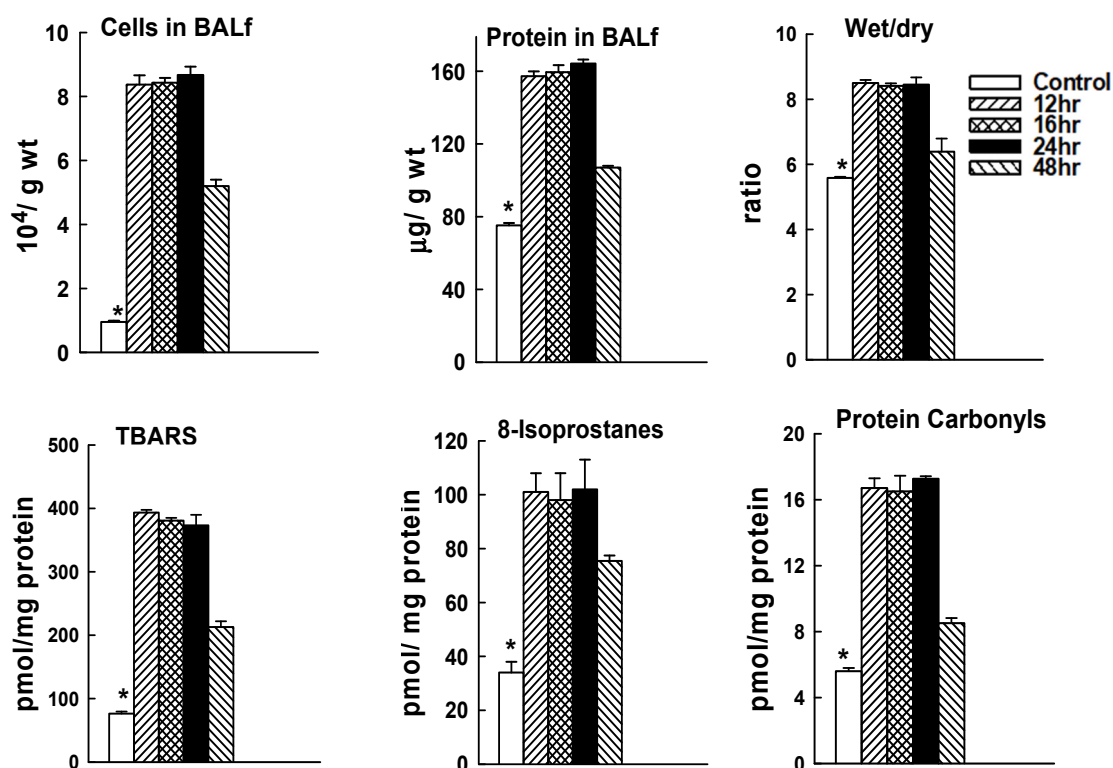 Cells in BALf
10⁴/ g wt
10
8
6
4
2
0
*
Protein in BALf
µg/ g wt
160
120
80
40
0
*
Wet/dry
ratio
10
8
6
4
2
0
*
Control
12hr
16hr
24hr
48hr
TBARS
pmol/mg protein
500
400
300
200
100
0
*
8-Isoprostanes
pmol/ mg protein
120
100
80
60
40
20
0
*
Protein Carbonyls
pmol/mg protein
20
16
12
8
4
0
*